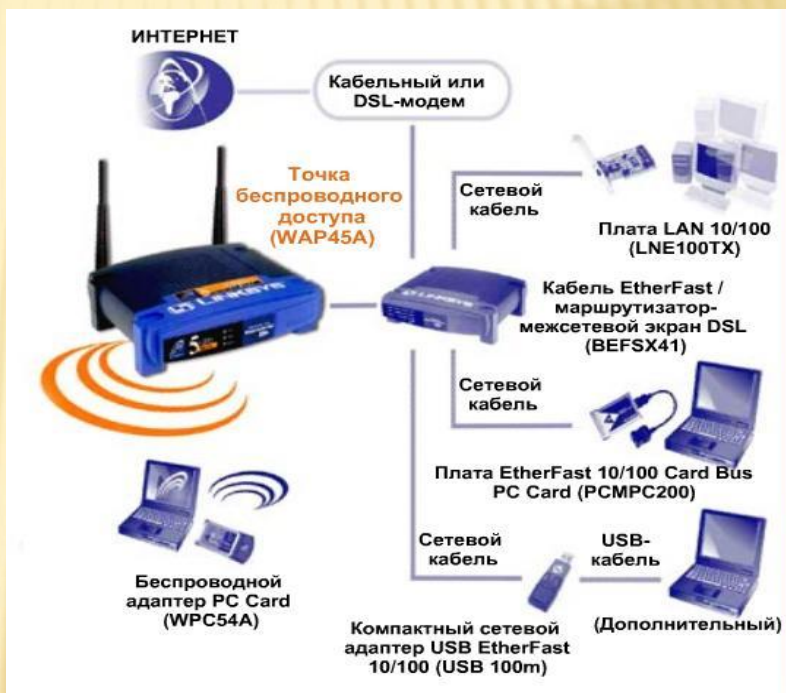 ИНТЕРНЕТ
Кабельный или
DSL-модем
Точка
беспроводного
доступа
(WAP45A)
Сетевой
кабель
Плата LAN 10/100
(LNE100TX)
LINKSYS
5
Кабель EtherFast /
маршрутизатор-
межсетевой экран DSL
(BEFSX41)
Сетевой
кабель
Плата EtherFast 10/100 Card Bus
PC Card (PCMPC200)
Беспроводной
адаптер PC Card
(WPC54A)
Сетевой
кабель
USB-
кабель
Компактный сетевой
адаптер USB EtherFast
10/100 (USB 100m)
(Дополнительный)